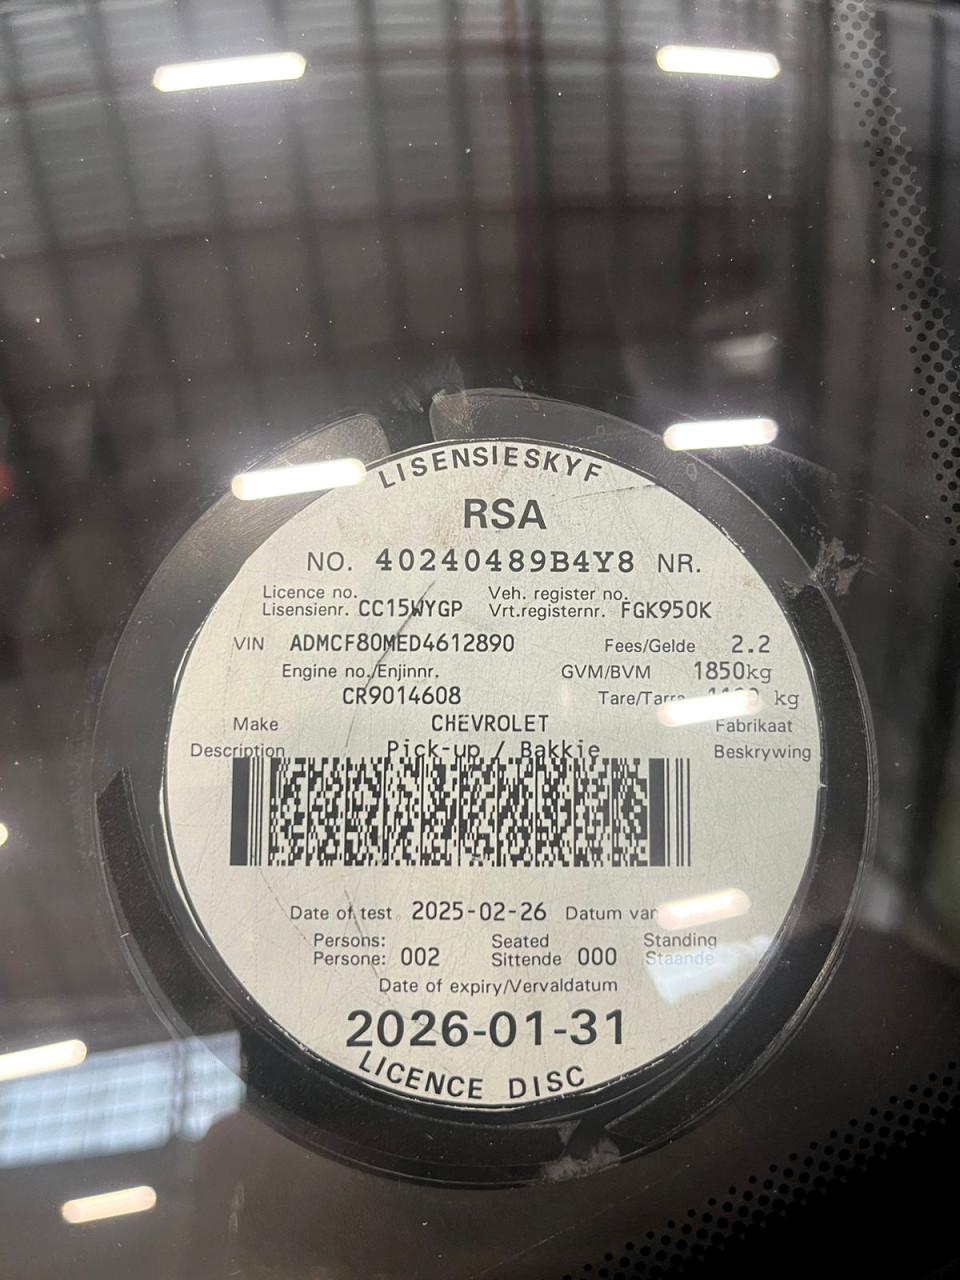 LISENSIESKYF
RSA
NO. 40240489B4Y8 NR.
Licence no. Veh. register no.
Lisensienr. CC15WYGP Vrt.registernr. FGK950K
VIN ADMCF80MED4612890 Fees/Gelde 2.2
Engine no./Enjinnr. GVM/BVM 1850kg
CR9014608 Tare/Tarra kg
Make CHEVROLET Fabrikaat
Description Pick-up / Bakkie Beskrywing
Date of test 2025-02-26 Datum van
Persons: Seated Standing
Persone: 002 Sittende 000 Staande
Date of expiry/Vervaldatum
2026-01-31
LICENCE DISC